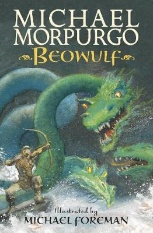 MICHAEL
MORPURGO
BEOWULF
Illustrated by
MICHAEL FOREMAN